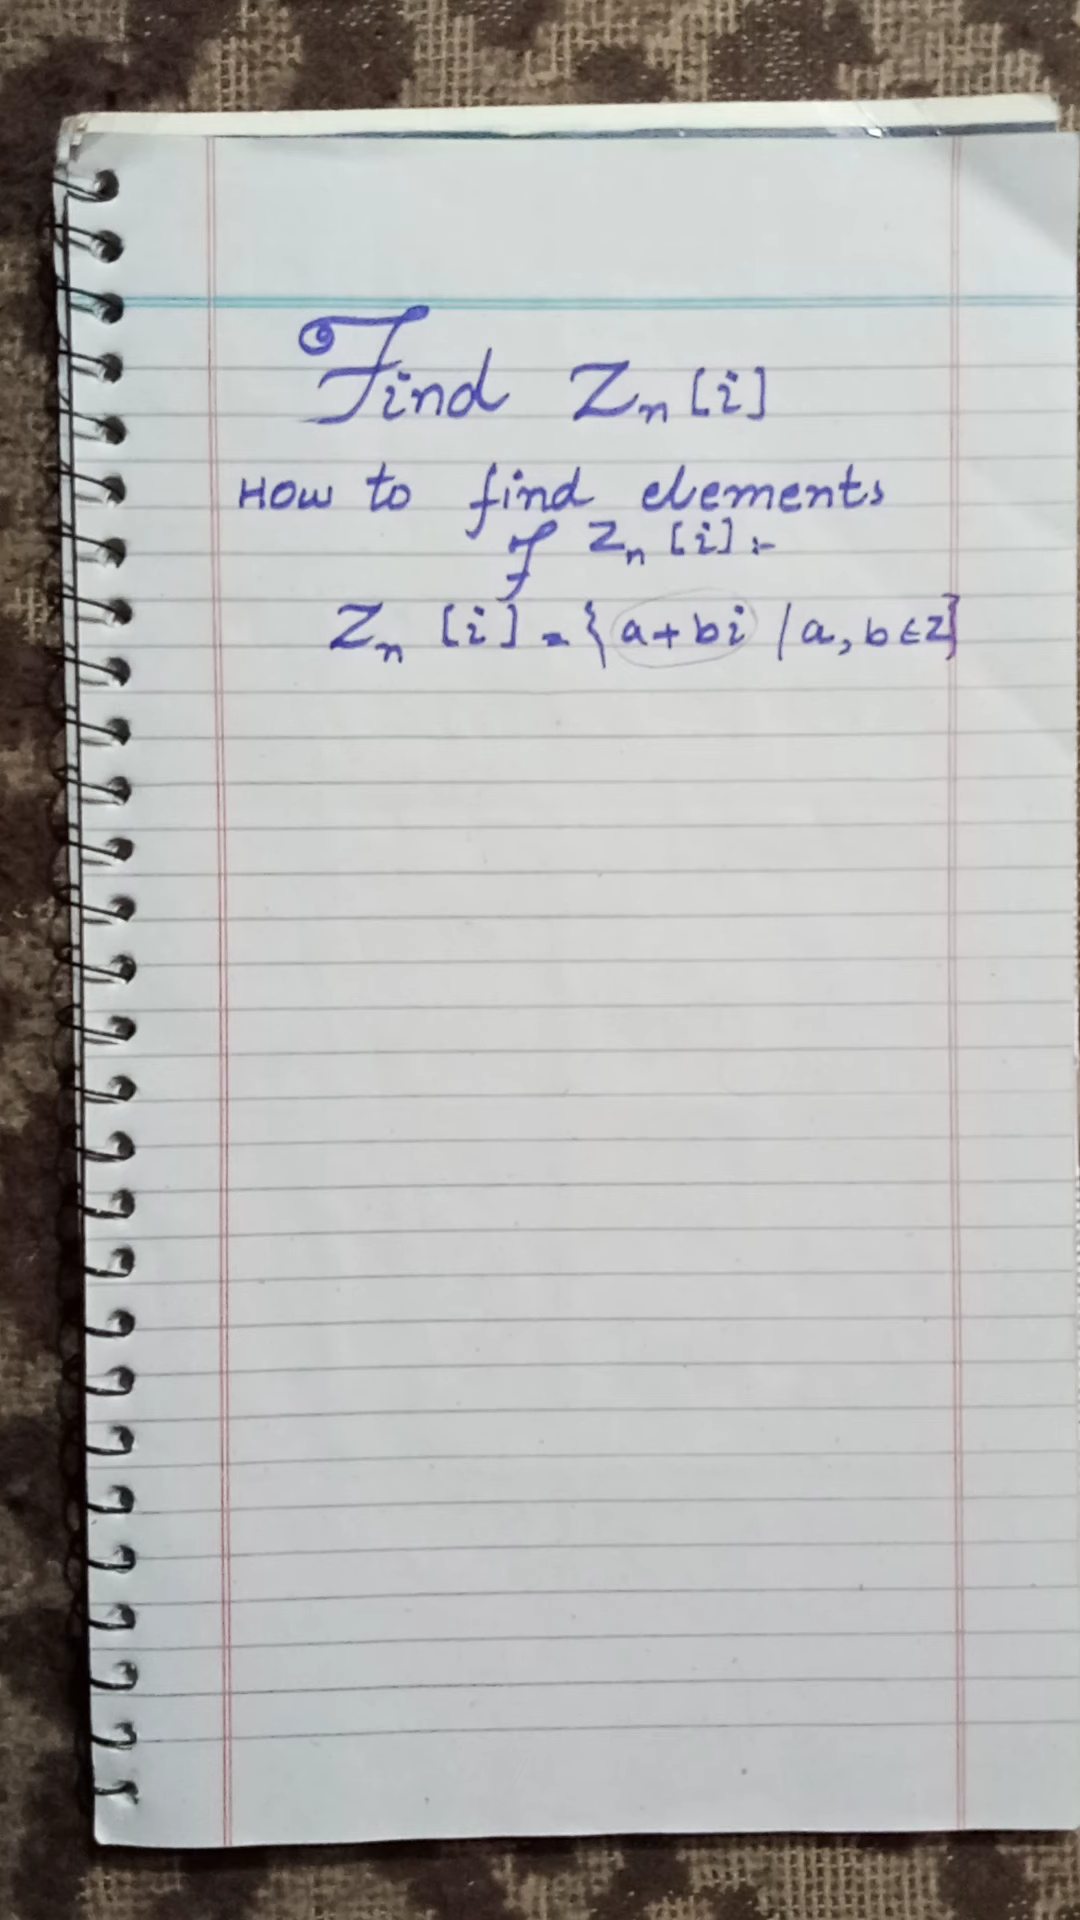 Find Zn [i]
How to find elements
of Zn [i] :-
Zn [i] = { a+bi / a, b ∈ Z}